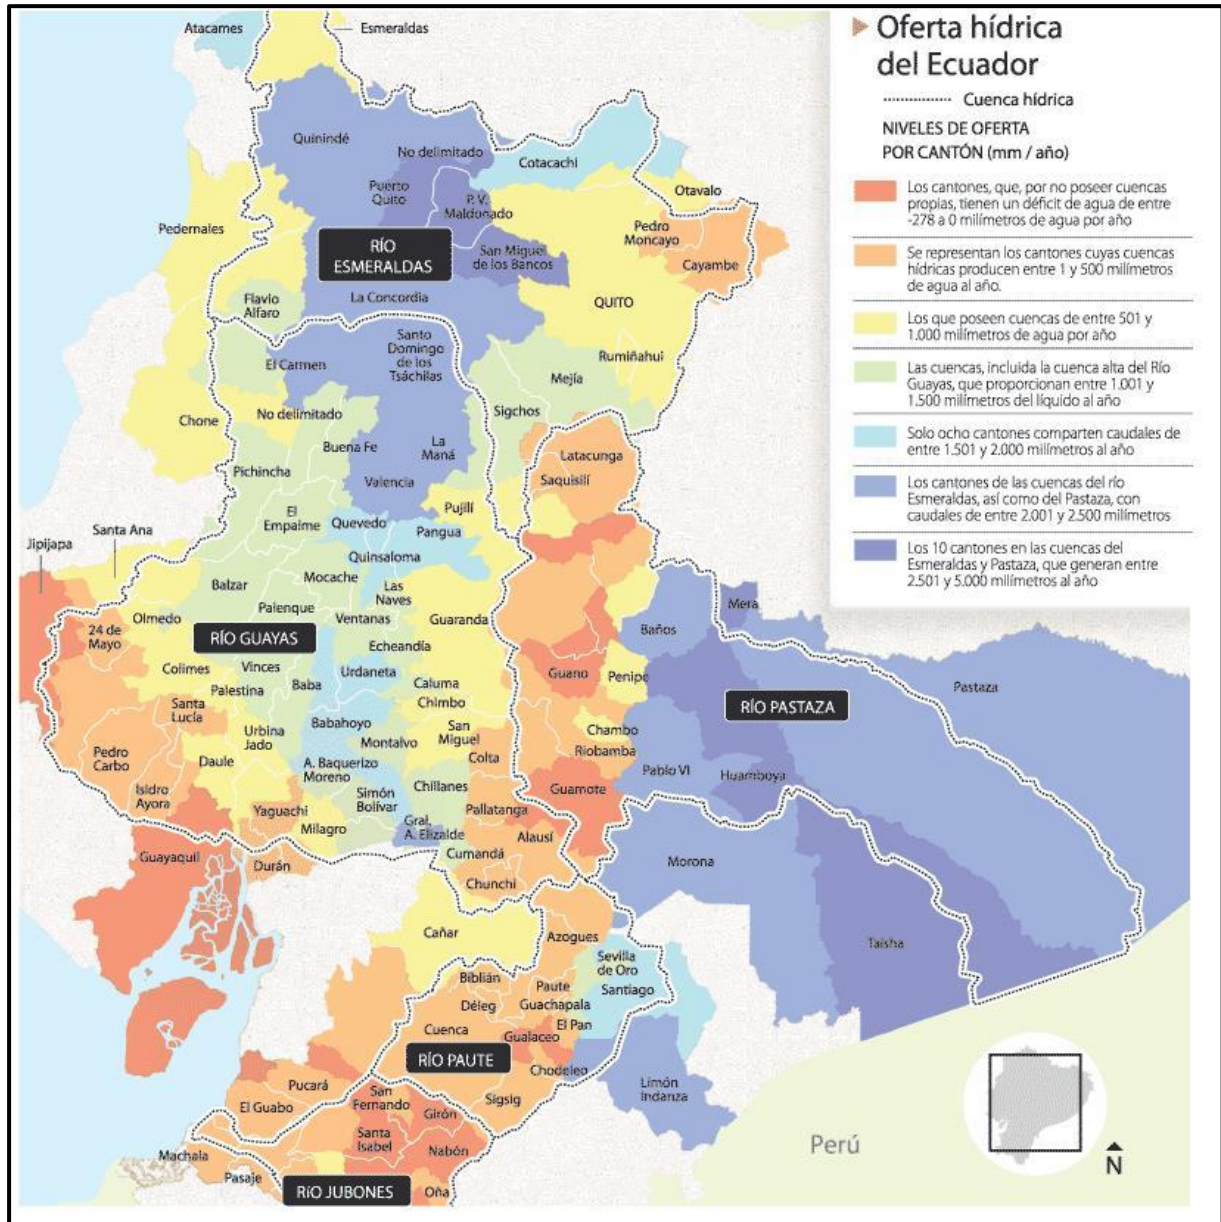 Oferta hídrica
del Ecuador
Cuenca hídrica
NIVELES DE OFERTA
POR CANTÓN (mm / año)
Los cantones, que, por no poseer cuencas
propias, tienen un déficit de agua de entre
-278 a 0 milímetros de agua por año
Se representan los cantones cuyas cuencas
hídricas producen entre 1 y 500 milímetros
de agua al año.
Los que poseen cuencas de entre 501 y
1.000 milímetros de agua por año
Las cuencas, incluida la cuenca alta del Río
Guayas, que proporcionan entre 1.001 y
1.500 milímetros del líquido al año
Solo ocho cantones comparten caudales de
entre 1.501 y 2.000 milímetros al año
Los cantones de las cuencas del río
Esmeraldas, así como del Pastaza, con
caudales de entre 2.001 y 2.500 milímetros
Los 10 cantones en las cuencas del
Esmeraldas y Pastaza, que generan entre
2.501 y 5.000 milímetros al año
Atacames
Esmeraldas
Quinindé
No delimitado
Cotacachi
Puerto
Quito
P. V.
Maldonado
Otavalo
Pedernales
Pedro
Moncayo
Cayambe
RÍO
ESMERALDAS
San Miguel
de los Bancos
La Concordia
QUITO
Flavio
Alfaro
Santo
Domingo
de los
Tsáchilas
Rumiñahui
El Carmen
Mejía
Sigchos
No delimitado
Chone
Buena Fe
La
Maná
Latacunga
Pichincha
Valencia
Saquisilí
Pujilí
El
Empalme
Quevedo
Pangua
Santa Ana
Jipijapa
Quinsaloma
Mocache
Balzar
Las
Naves
Mera
Palenque
Olmedo
Ventanas
Guaranda
24 de
Mayo
RÍO GUAYAS
Baños
Echeandía
Colimes
Vinces
Urdaneta
Guano
Penipe
Pastaza
Palestina
Baba
Caluma
Chimbo
RÍO PASTAZA
Santa
Lucía
Babahoyo
Urbina
Jado
Montalvo
San
Miguel
Chambo
Riobamba
Pedro
Carbo
Daule
A. Baquerizo
Moreno
Colta
Pablo VI
Huamboya
Isidro
Ayora
Simón
Bolívar
Chillanes
Guamote
Yaguachi
Milagro
Gral.
A. Elizalde
Pallatanga
Alausí
Guayaquil
Durán
Cumandá
Morona
Chunchi
Cañar
Azogues
Taisha
Sevilla
de Oro
Biblián
Paute
Santiago
Déleg
Guachapala
Cuenca
El Pan
Gualaceo
RÍO PAUTE
Chodeleo
Pucará
San
Fernando
Limón
Indanza
El Guabo
Girón
Sigsig
Santa
Isabel
Nabón
Perú
Machala
Pasaje
RÍO JUBONES
Oña
N